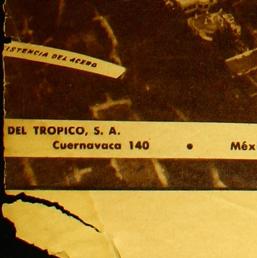 ISTENCIA DEL ACERO
DEL TROPICO, S. A.
Cuernavaca 140 • Méx